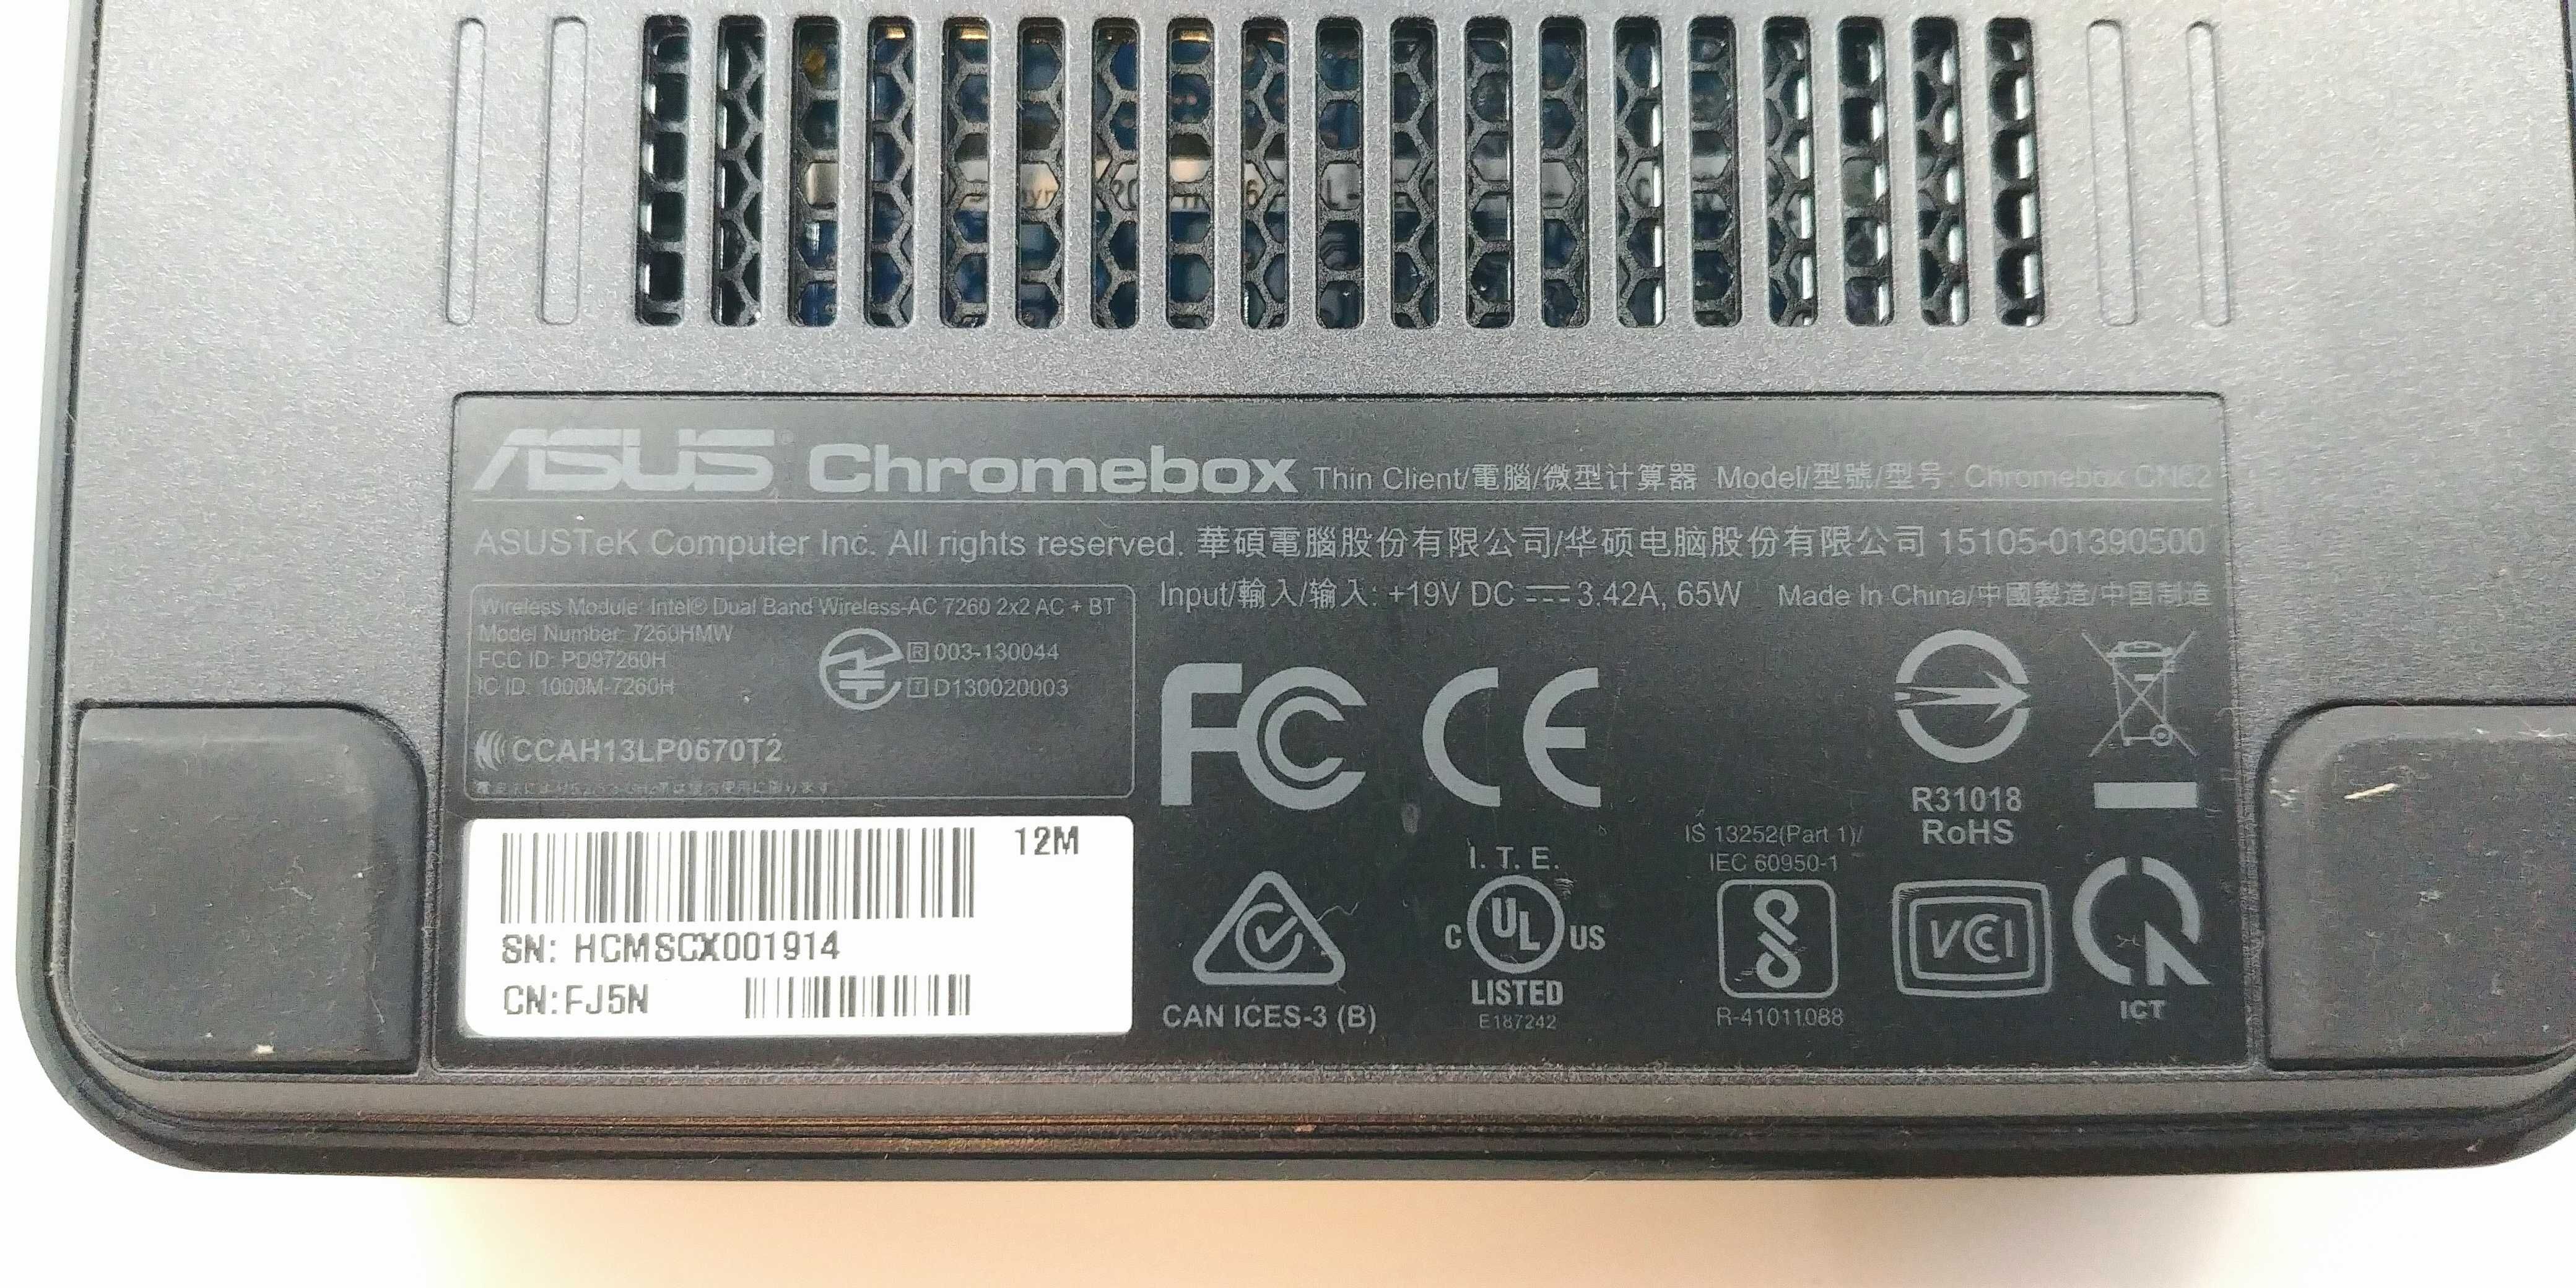 ASUS Chromebox Thin Client/電腦/微型计算器 Model/型號/型号: Chromebox CN62
ASUSTeK Computer Inc. All rights reserved. 華碩電腦股份有限公司/华硕电脑股份有限公司 15105-01390500
Input/輸入/输入: +19V DC 3.42A, 65W Made In China/中國製造/中国制造
Wireless Module: Intel® Dual Band Wireless-AC 7260 2x2 AC + BT
Model Number: 7260HMW
FCC ID: PD97260H
IC ID: 1000M-7260H
R 003-130044
T D130020003
CCAH13LP0670T2
12M
SN: HCMSCX001914
CN:FJ5N
FC CE
R31018
RoHS
IS 13252(Part 1)/
IEC 60950-1
R-41011088
I. T. E.
C UL US
LISTED
E187242
CAN ICES-3 (B)
VCI
ICT